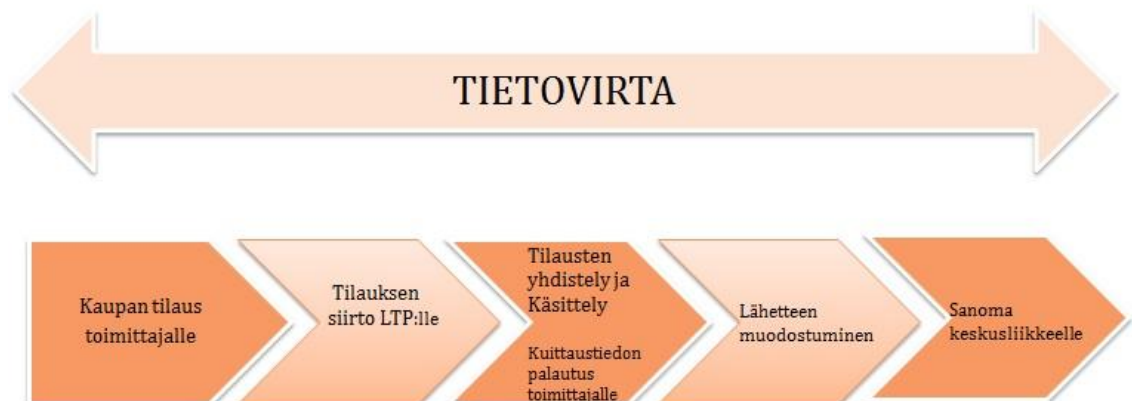 TIETOVIRTA
Kaupan tilaus
toimittajalle
Tilauksen
siirto LTP:lle
Tilausten
yhdistely ja
Käsittely
Kuittaustiedon
palautus
toimittajalle
Lähetteen
muodostuminen
Sanoma
keskusliikkeelle